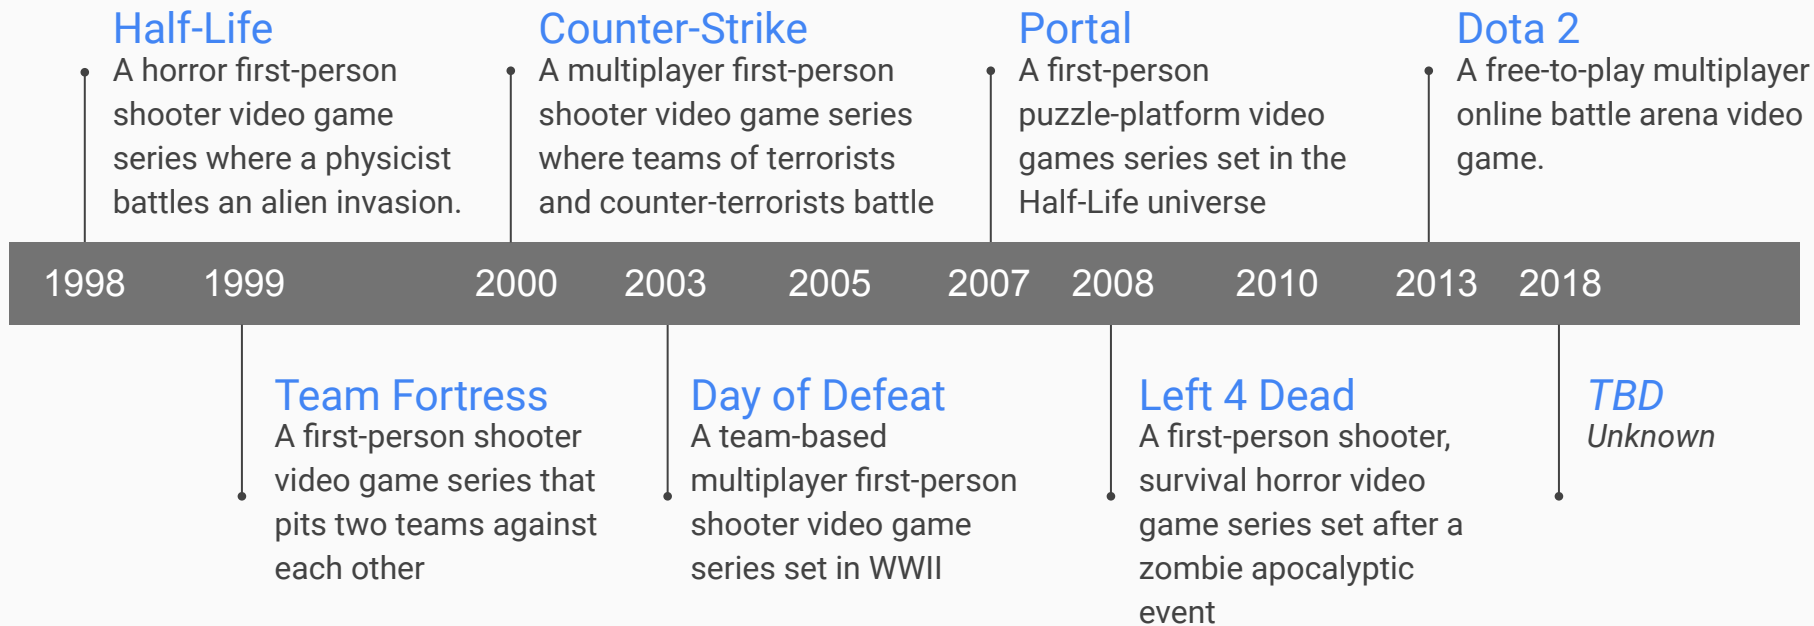 Half-Life
A horror first-person
shooter video game
series where a physicist
battles an alien invasion.
Counter-Strike
A multiplayer first-person
shooter video game series
where teams of terrorists
and counter-terrorists battle
Portal
A first-person
puzzle-platform video
games series set in the
Half-Life universe
Dota 2
A free-to-play multiplayer
online battle arena video
game.
1998 1999 2000 2003 2005 2007 2008 2010 2013 2018
Team Fortress
A first-person shooter
video game series that
pits two teams against
each other
Day of Defeat
A team-based
multiplayer first-person
shooter video game
series set in WWII
Left 4 Dead
A first-person shooter,
survival horror video
game series set after a
zombie apocalyptic
event
TBD
Unknown